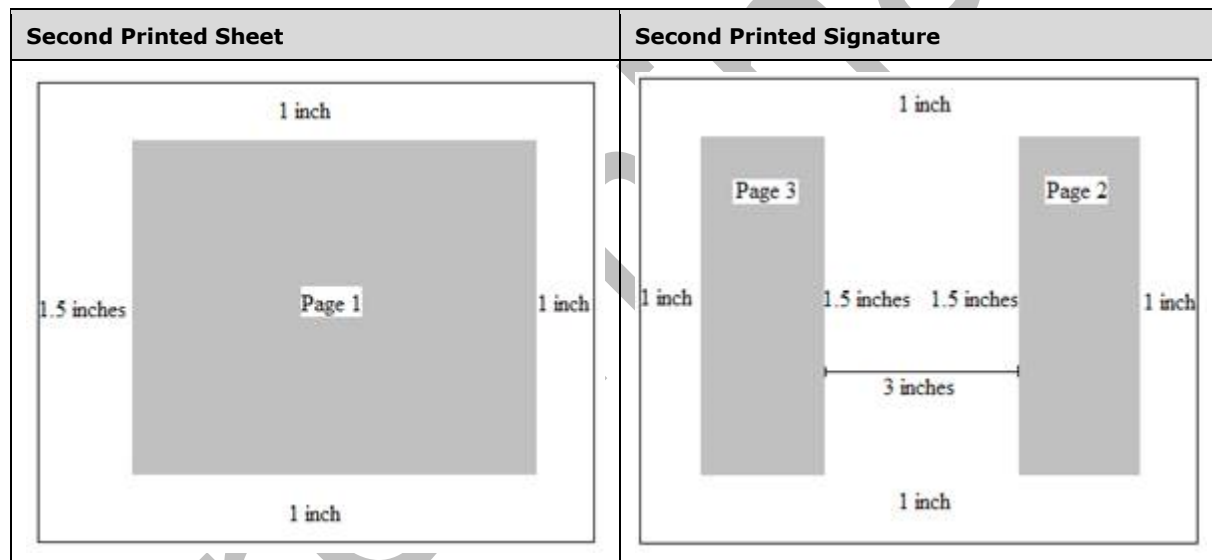 Second Printed Sheet
Second Printed Signature
1 inch
1.5 inches
Page 1
1 inch
1 inch
1 inch
Page 3
Page 2
1 inch
1.5 inches 1.5 inches
1 inch
3 inches
1 inch